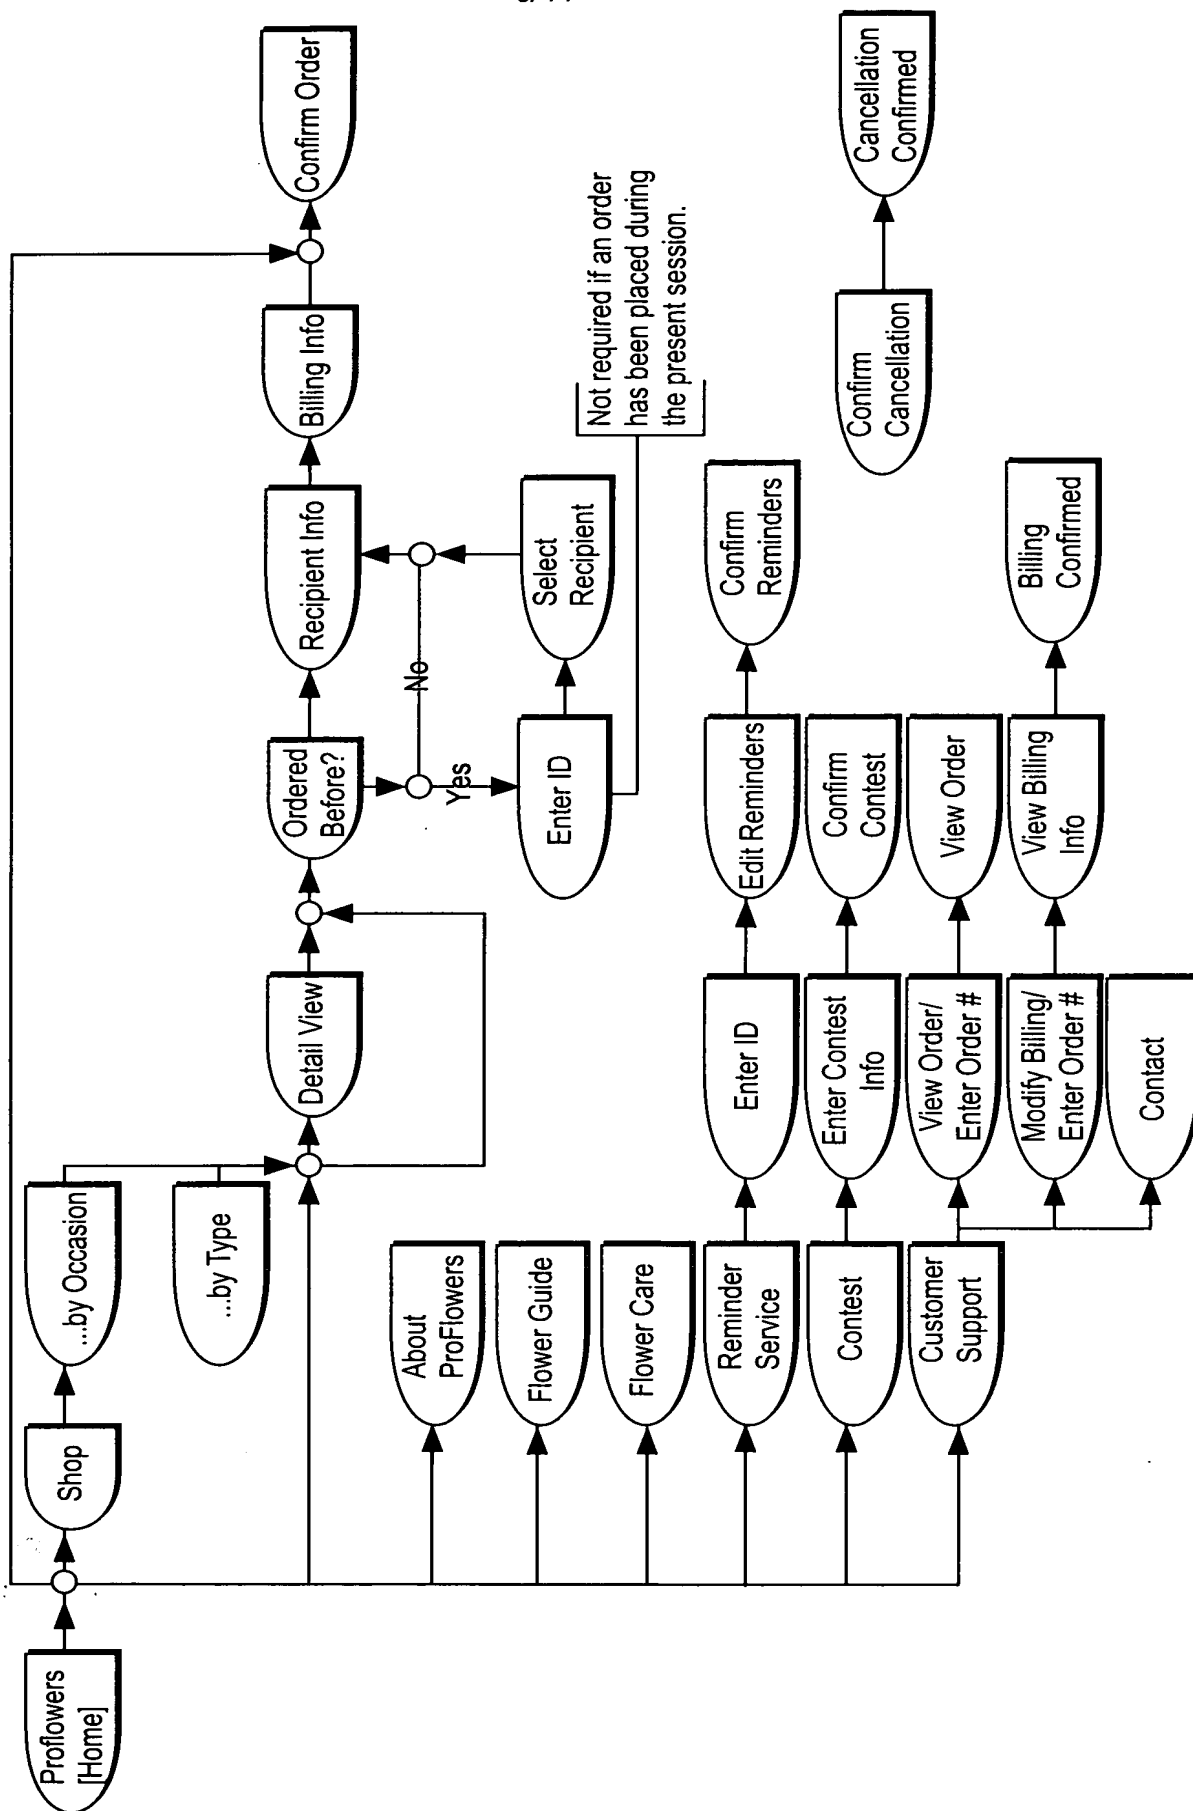 Proflowers
[Home]
Shop
...by Occasion
...by Type
Detail View
Ordered
Before?
Recipient Info
Billing Info
Confirm Order
No
Yes
Enter ID
Select
Recipient
Not required if an order
has been placed during
the present session.
About
ProFlowers
Flower Guide
Flower Care
Reminder
Service
Enter ID
Edit Reminders
Confirm
Reminders
Contest
Enter Contest
Info
Confirm
Contest
Customer
Support
View Order/
Enter Order #
View Order
Modify Billing/
Enter Order #
View Billing
Info
Billing
Confirmed
Contact
Confirm
Cancellation
Cancellation
Confirmed